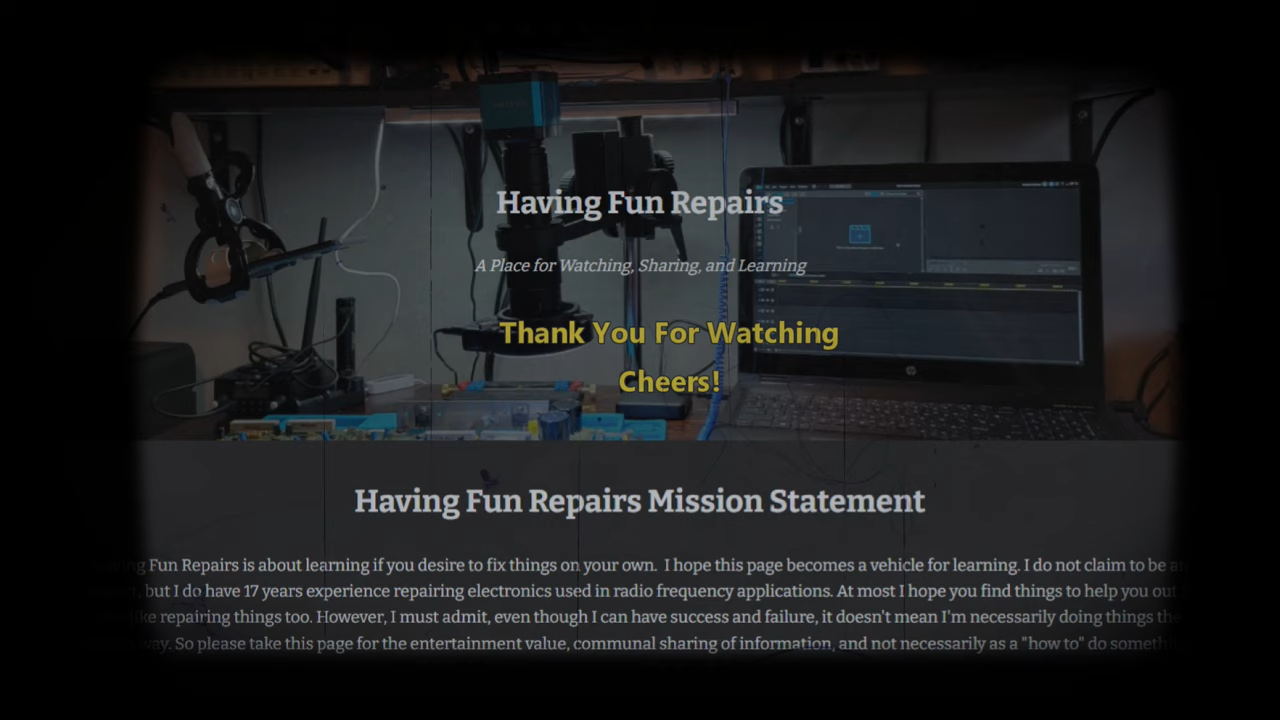 Having Fun Repairs
A Place for Watching, Sharing, and Learning
Thank You For Watching
Cheers!
Having Fun Repairs Mission Statement
Fun Repairs is about learning if you desire to fix things on your own. I hope this page becomes a vehicle for learning. I do not claim to be
but I do have 17 years experience repairing electronics used in radio frequency applications. At most I hope you find things to help you out
repairing things too. However, I must admit, even though I can have success and failure, it doesn't mean I'm necessarily doing things the
way. So please take this page for the entertainment value, communal sharing of information, and not necessarily as a "how to" do